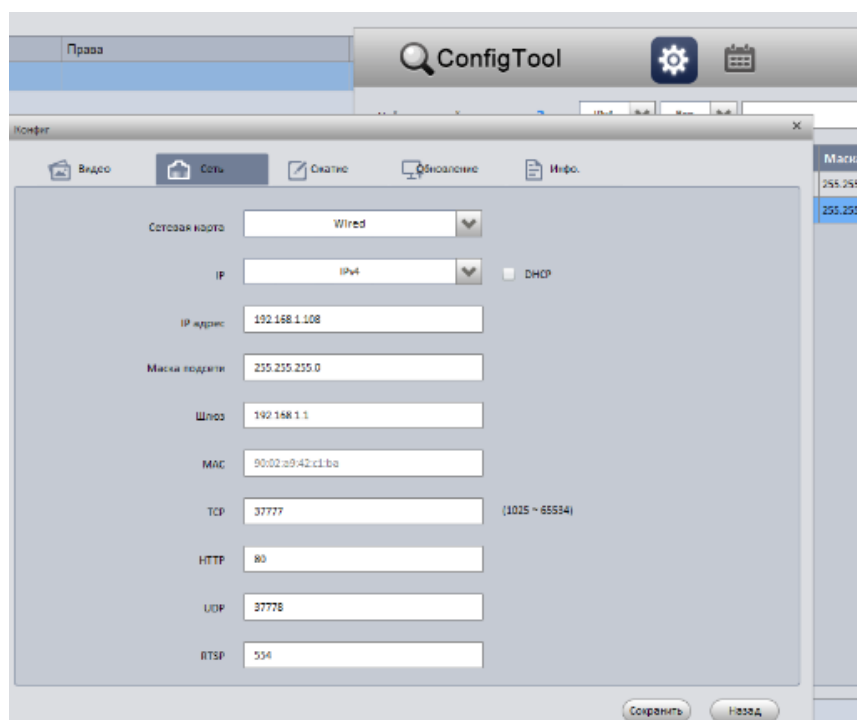 Права
ConfigTool
Конфиг
Видео
Сеть
Сжатие
Обновление
Инфо.
Маск
255.255
255.255
Сетевая карта
Wired
IP
IPv4
DHCP
IP адрес
192.168.1.108
Маска подсети
255.255.255.0
Шлюз
192.168.1.1
MAC
90:02:a9:42:c1:ba
TCP
37777
(1025 ~ 65534)
HTTP
80
UDP
37778
RTSP
554
Сохранить
Назад